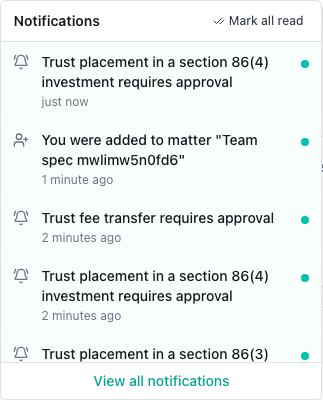 Notifications
Mark all read
Trust placement in a section 86(4)
investment requires approval
just now
You were added to matter "Team
spec mwlimw5n0fd6"
1 minute ago
Trust fee transfer requires approval
2 minutes ago
Trust placement in a section 86(4)
investment requires approval
2 minutes ago
Trust placement in a section 86(3)
View all notifications